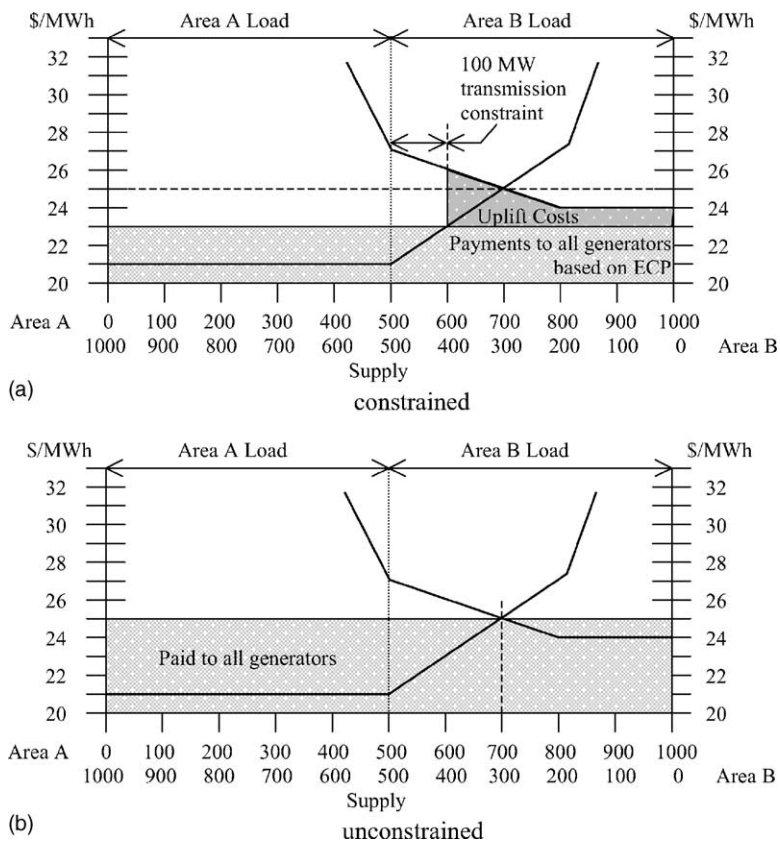 $/MWh Area A Load Area B Load $/MWh
32 32
100 MW
transmission
constraint
30 30
28 28
26 26
24 24
Uplift Costs
22 22
Payments to all generators
based on ECP
20 20
Area A 0 100 200 300 400 500 600 700 800 900 1000
1000 900 800 700 600 500 400 300 200 100 0 Area B
Supply
(a)
constrained
S/MWh Area A Load Area B Load $/MWh
32 32
30 30
28 28
26 26
24 24
Paid to all generators
22 22
20 20
Area A 0 100 200 300 400 500 600 700 800 900 1000
1000 900 800 700 600 500 400 300 200 100 0 Area B
Supply
(b)
unconstrained